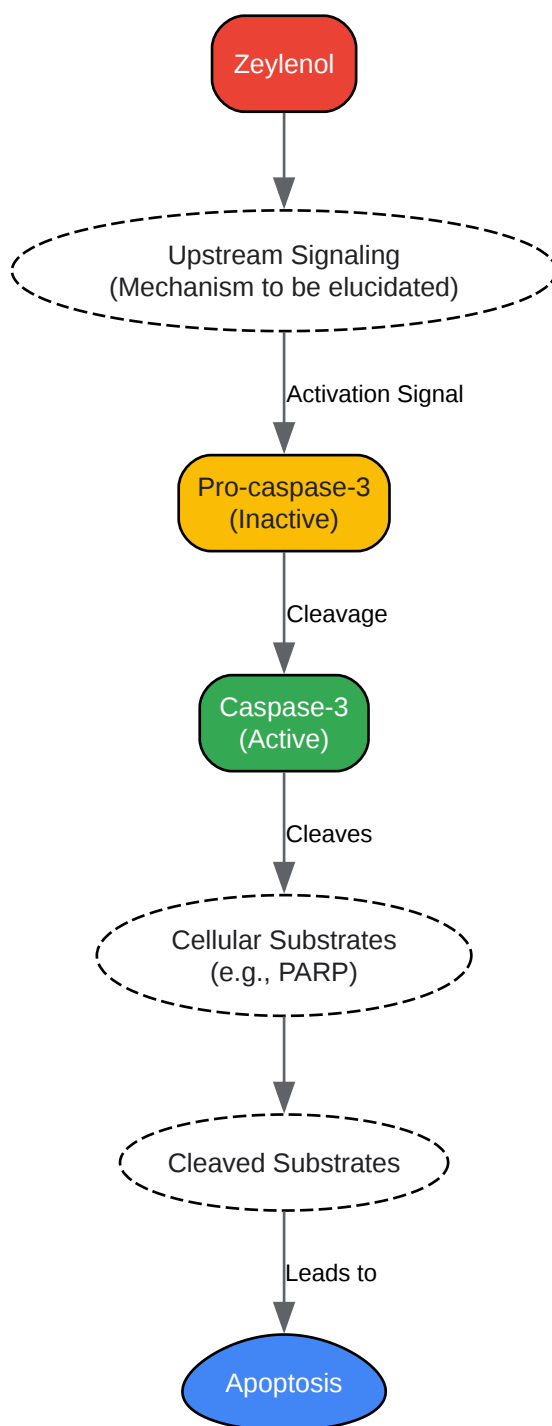 Zeylenol
Upstream Signaling
(Mechanism to be elucidated)
Activation Signal
Pro-caspase-3
(Inactive)
Cleavage
Caspase-3
(Active)
Cleaves
Cellular Substrates
(e.g., PARP)
Cleaved Substrates
Leads to
Apoptosis